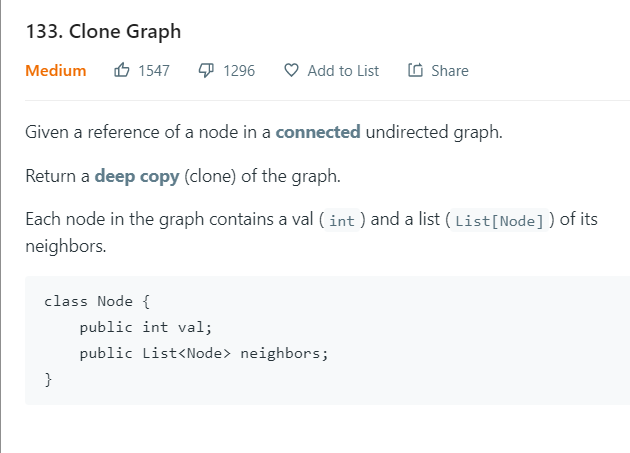 133. Clone Graph
Medium 1547 1296 Add to List Share
Given a reference of a node in a connected undirected graph.
Return a deep copy (clone) of the graph.
Each node in the graph contains a val ( int ) and a list ( List[Node] ) of its
neighbors.
class Node {
    public int val;
    public List<Node> neighbors;
}